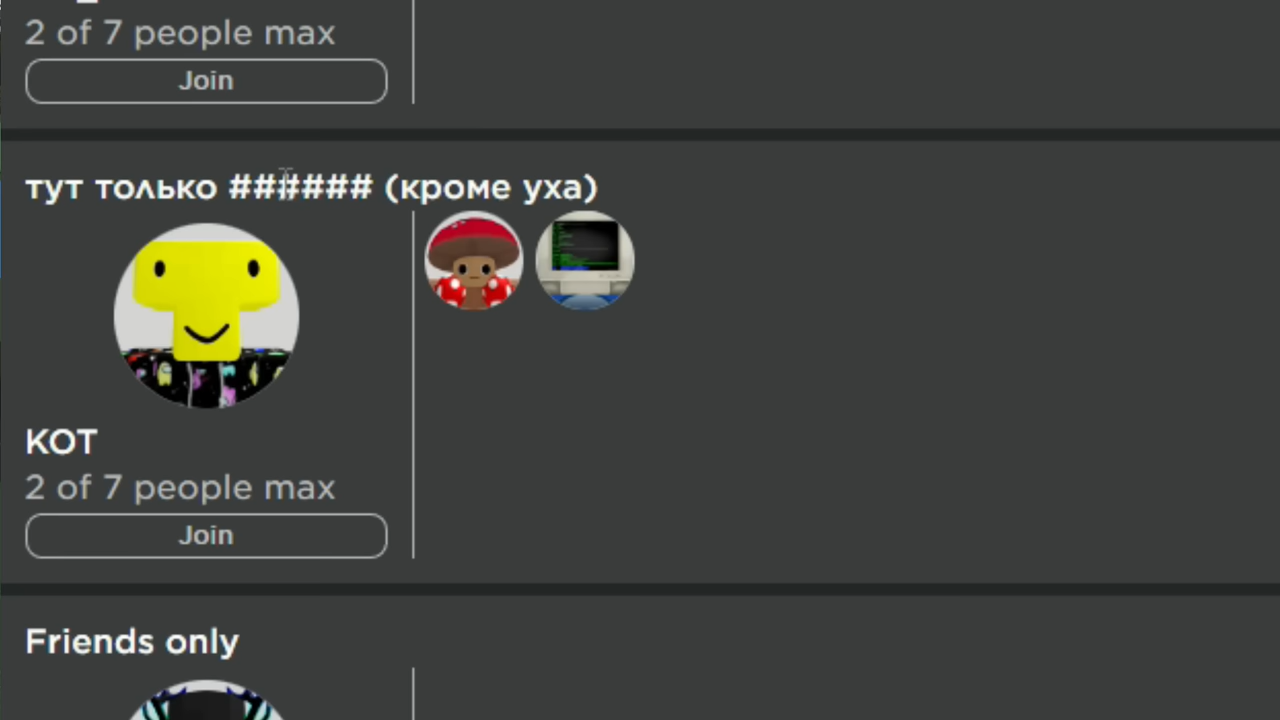 2 of 7 people max
Join
тут только ###### (кроме уха)
КОТ
2 of 7 people max
Join
Friends only